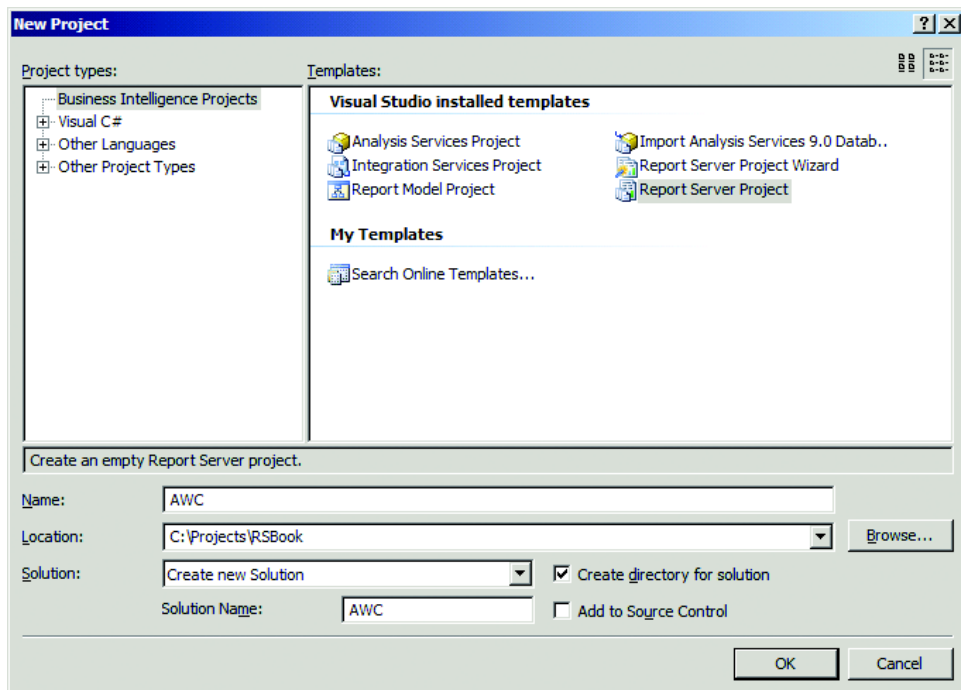 New Project
Project types:
Templates:
Business Intelligence Projects
Visual C#
Other Languages
Other Project Types
Visual Studio installed templates
Analysis Services Project
Import Analysis Services 9.0 Datab..
Integration Services Project
Report Server Project Wizard
Report Model Project
Report Server Project
My Templates
Search Online Templates...
Create an empty Report Server project.
Name:
AWC
Location:
C:\Projects\RSBook
Browse...
Solution:
Create new Solution
Create directory for solution
Solution Name:
AWC
Add to Source Control
OK
Cancel